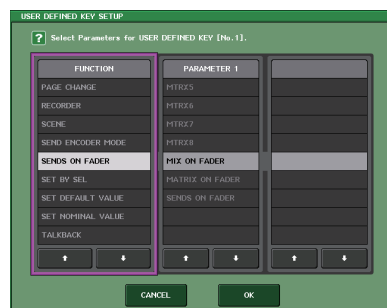 USER DEFINED KEY SETUP
? Select Parameters for USER DEFINED KEY [No.1].
FUNCTION
PAGE CHANGE
RECORDER
SCENE
SEND ENCODER MODE
SENDS ON FADER
SET BY SEL
SET DEFAULT VALUE
SET NOMINAL VALUE
TALKBACK
PARAMETER 1
MTRX5
MTRX6
MTRX7
MTRX8
MIX ON FADER
MATRIX ON FADER
SENDS ON FADER
CANCEL
OK